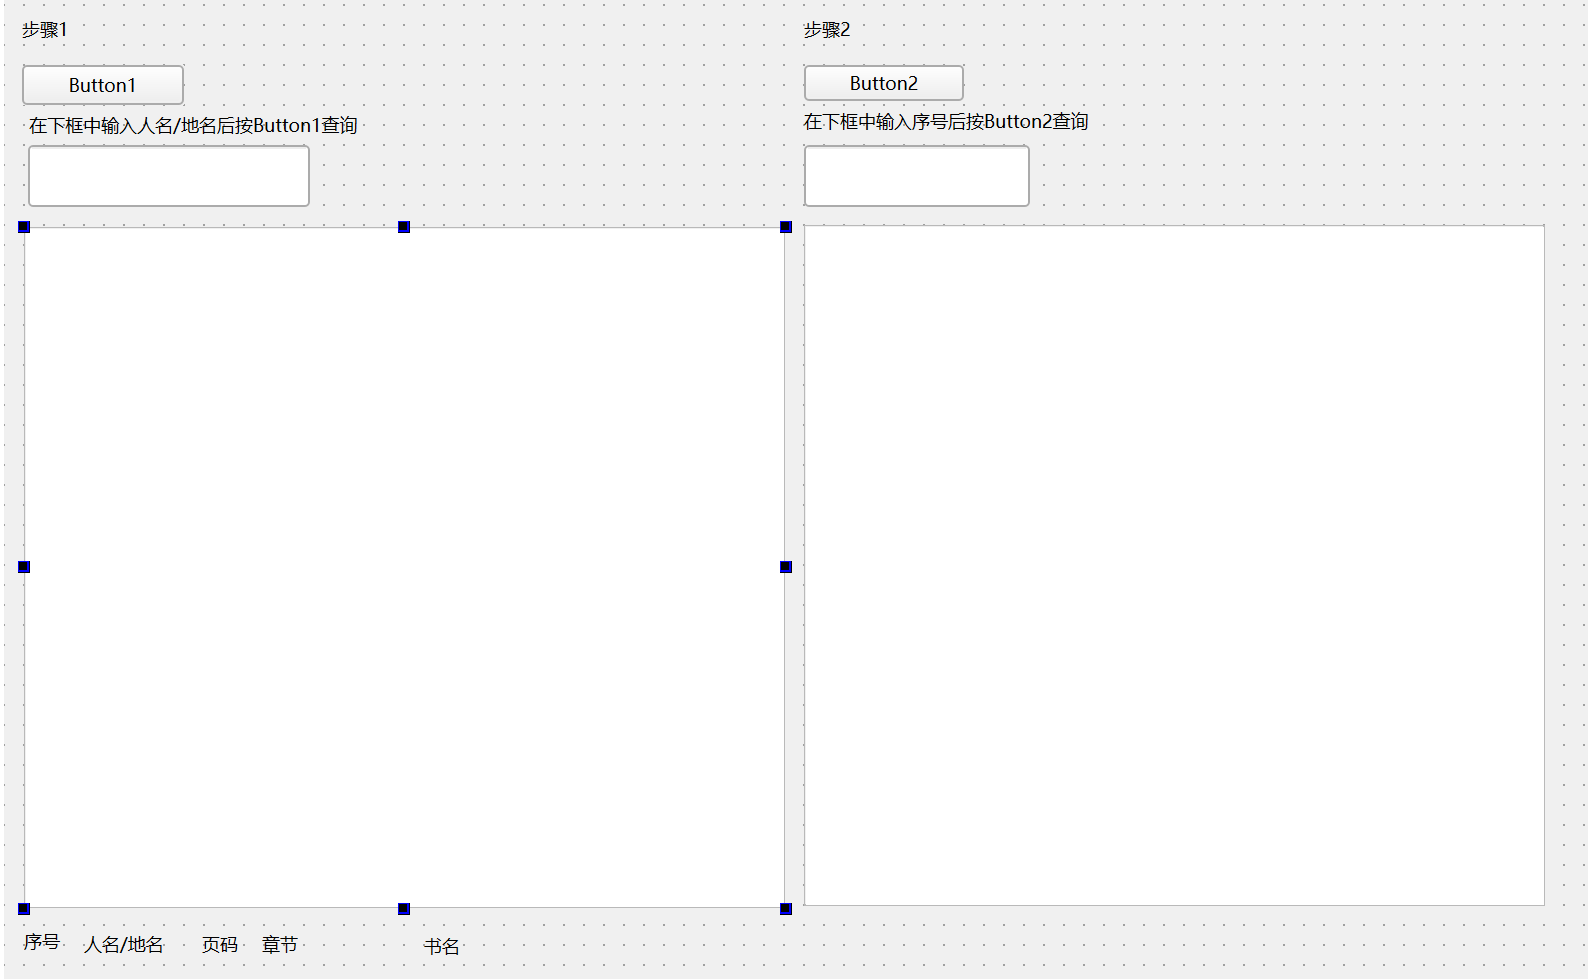 步骤1
Button1
在下框中输入人名/地名后按Button1查询
步骤2
Button2
在下框中输入序号后按Button2查询
序号 人名/地名 页码 章节 书名